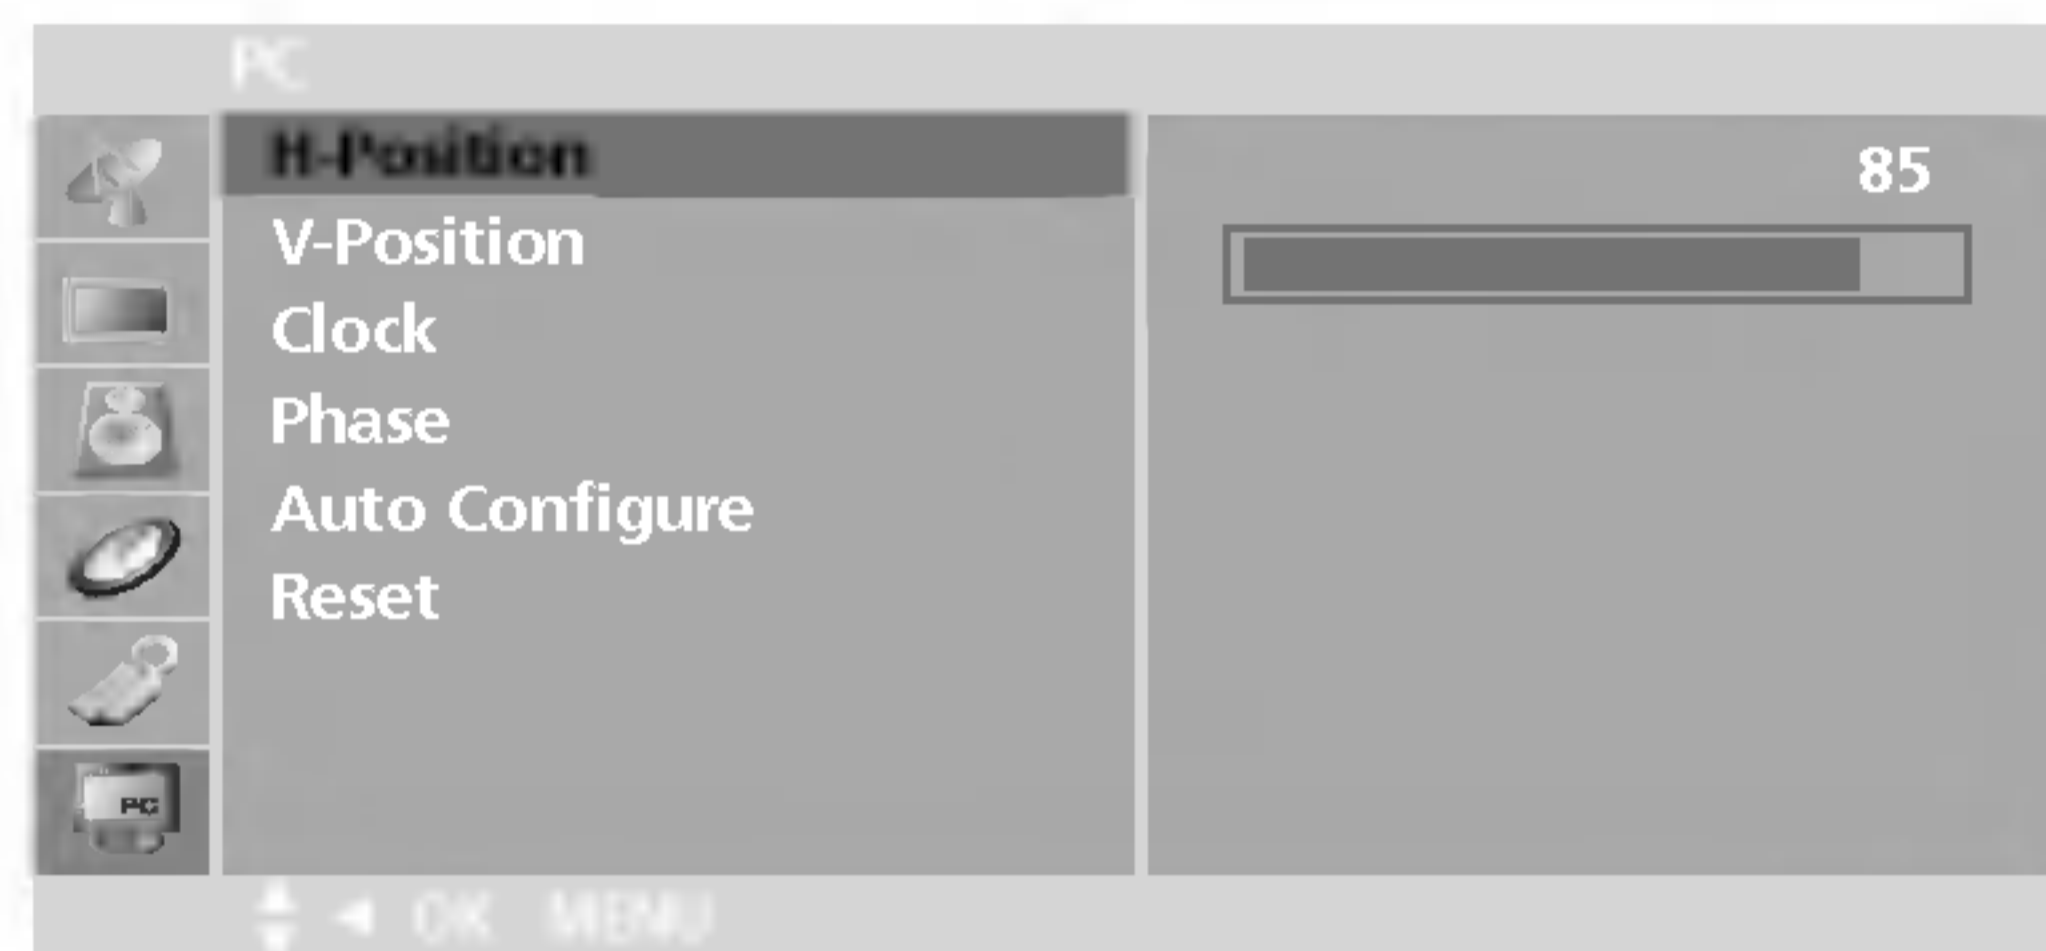 PC
H-Position
85
V-Position
Clock
Phase
Auto Configure
Reset
PC
OK MENU